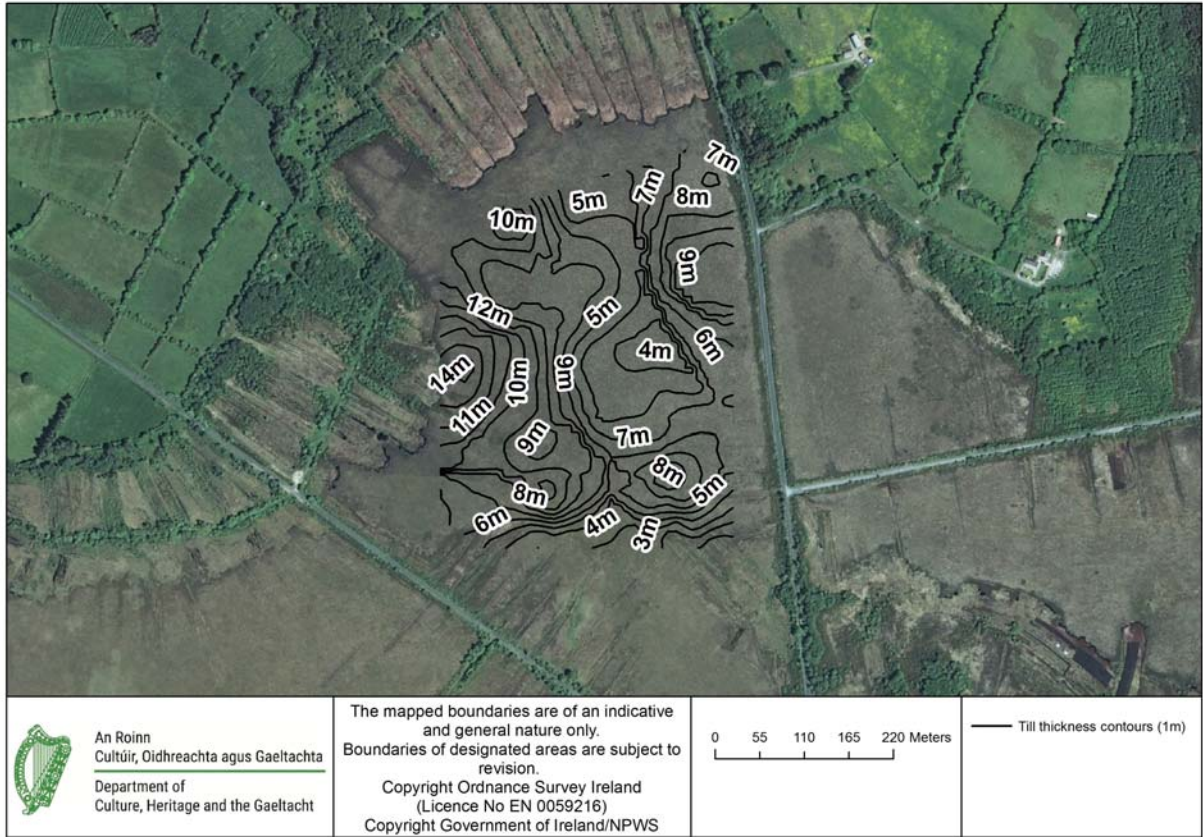 7m
7m
5m
8m
10m
9m
12m
5m
6m
4m
14m
10m
9m
11m
9m
7m
8m
8m
5m
6m
4m
3m
An Roinn
Cultúir, Oidhreachta agus Gaeltachta
Department of
Culture, Heritage and the Gaeltacht
The mapped boundaries are of an indicative
and general nature only.
Boundaries of designated areas are subject to
revision.
Copyright Ordnance Survey Ireland
(Licence No EN 0059216)
Copyright Government of Ireland/NPWS
0 55 110 165 220 Meters
Till thickness contours (1m)